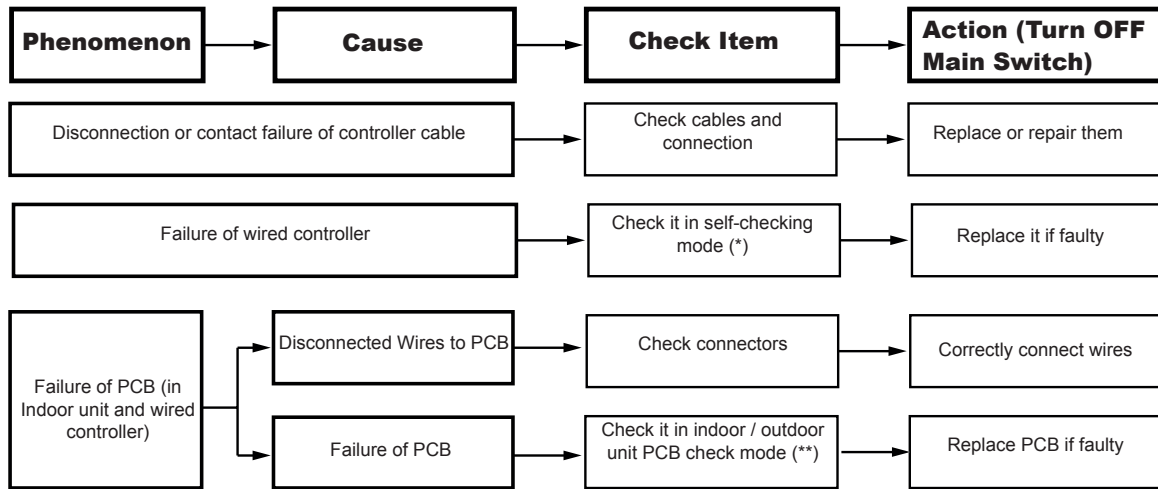 Phenomenon
Cause
Check Item
Action (Turn OFF
Main Switch)
Disconnection or contact failure of controller cable
Check cables and
connection
Replace or repair them
Failure of wired controller
Check it in self-checking
mode (*)
Replace it if faulty
Failure of PCB (in
Indoor unit and wired
controller)
Disconnected Wires to PCB
Check connectors
Correctly connect wires
Failure of PCB
Check it in indoor / outdoor
unit PCB check mode (**)
Replace PCB if faulty